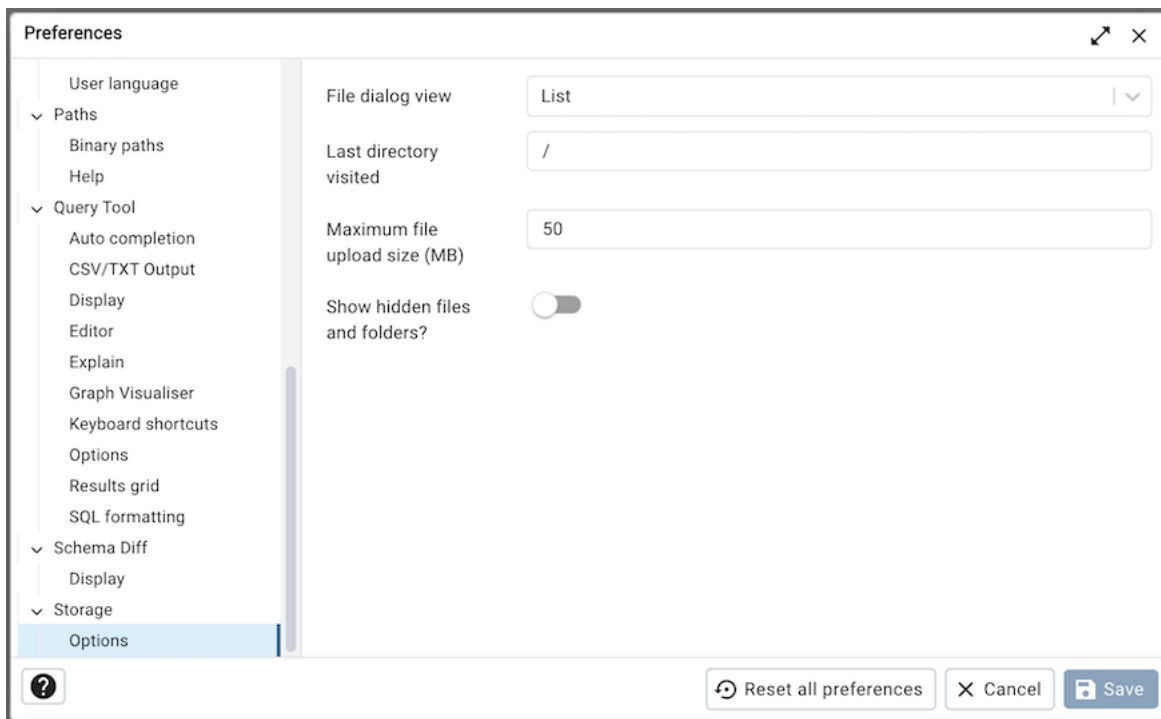 Preferences
User language
Paths
Binary paths
Help
Query Tool
Auto completion
CSV/TXT Output
Display
Editor
Explain
Graph Visualiser
Keyboard shortcuts
Options
Results grid
SQL formatting
Schema Diff
Display
Storage
Options
File dialog view
List
Last directory
visited
/
Maximum file
upload size (MB)
50
Show hidden files
and folders?
?
Reset all preferences
Cancel
Save